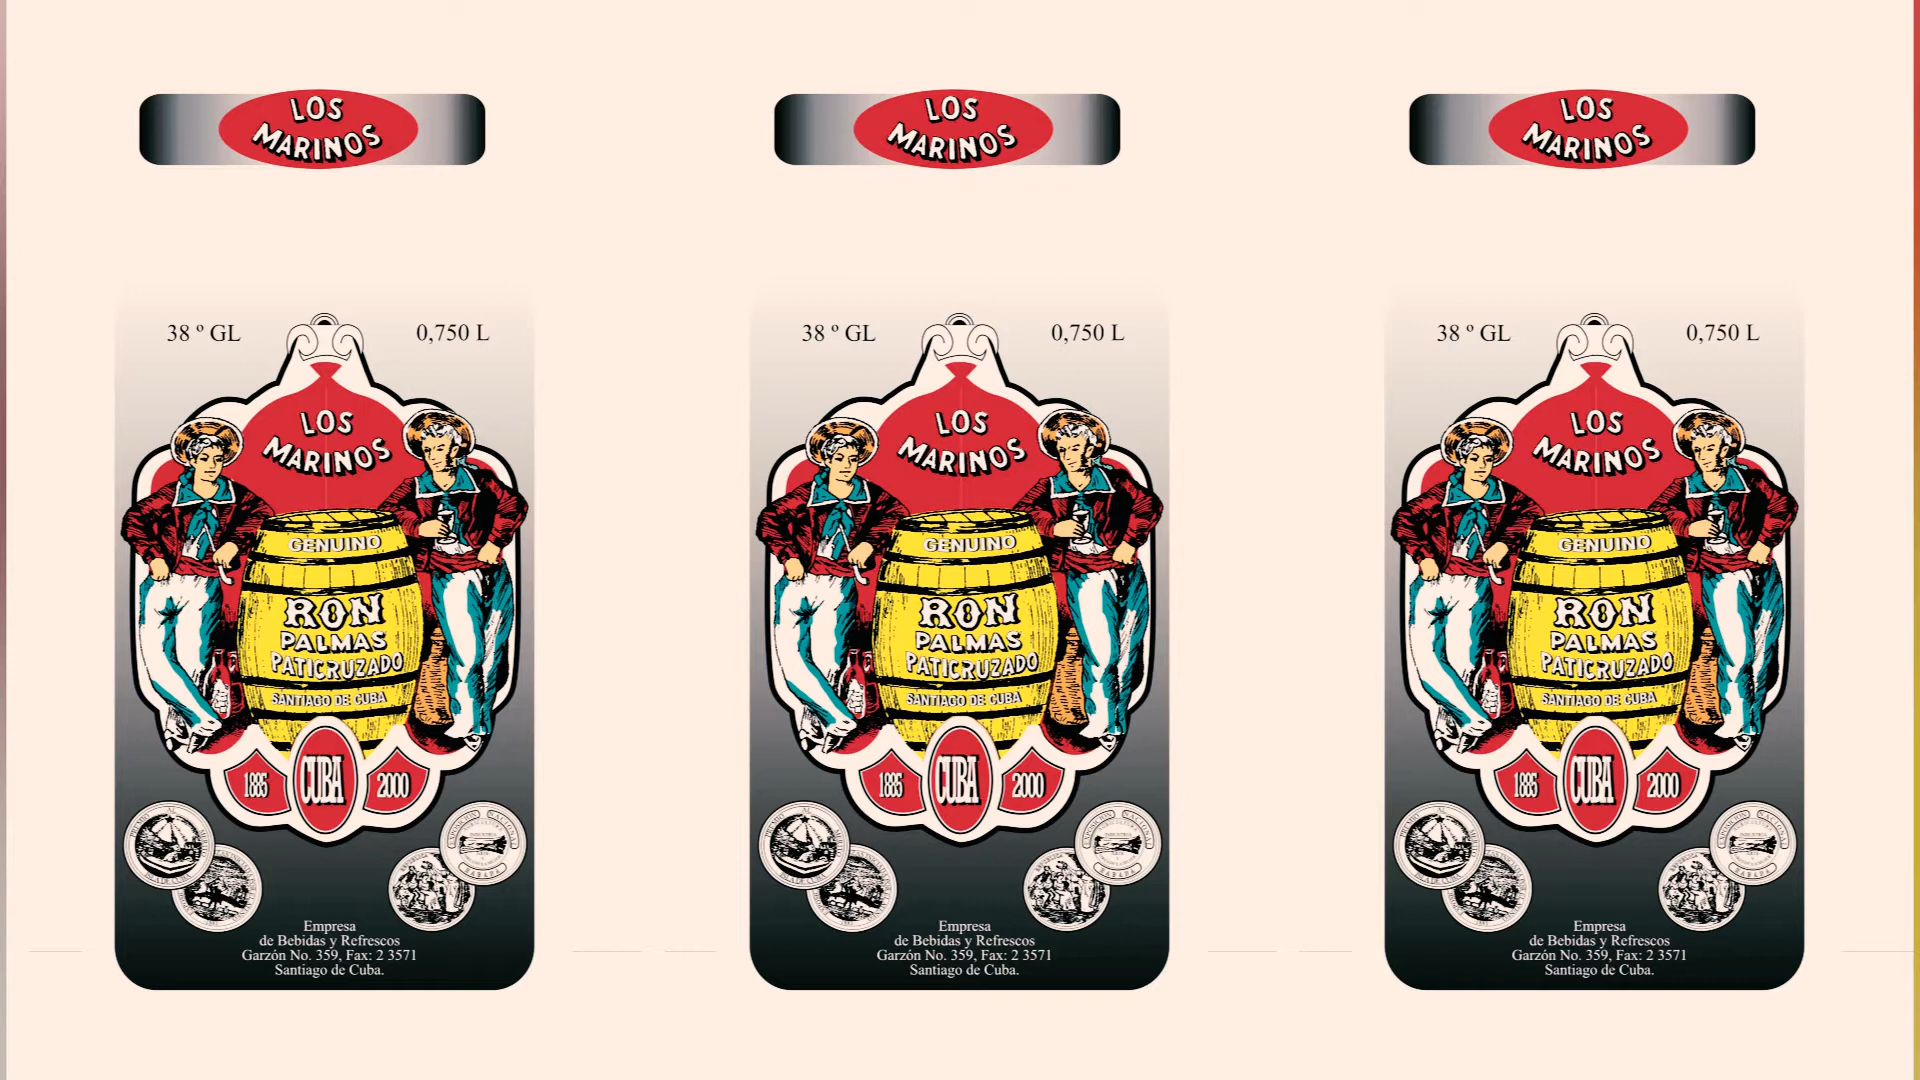 LOS
MARINOS
LOS
MARINOS
LOS
MARINOS
38 º GL
0,750 L
LOS
MARINOS
GENUINO
RON
PALMAS
PATICRUZADO
SANTIAGO DE CUBA
1885
CUBA
2000
Empresa
de Bebidas y Refrescos
Garzón No. 359, Fax: 2 3571
Santiago de Cuba.
38 º GL
0,750 L
LOS
MARINOS
GENUINO
RON
PALMAS
PATICRUZADO
SANTIAGO DE CUBA
1885
CUBA
2000
Empresa
de Bebidas y Refrescos
Garzón No. 359, Fax: 2 3571
Santiago de Cuba.
38 º GL
0,750 L
LOS
MARINOS
GENUINO
RON
PALMAS
PATICRUZADO
SANTIAGO DE CUBA
1885
CUBA
2000
Empresa
de Bebidas y Refrescos
Garzón No. 359, Fax: 2 3571
Santiago de Cuba.